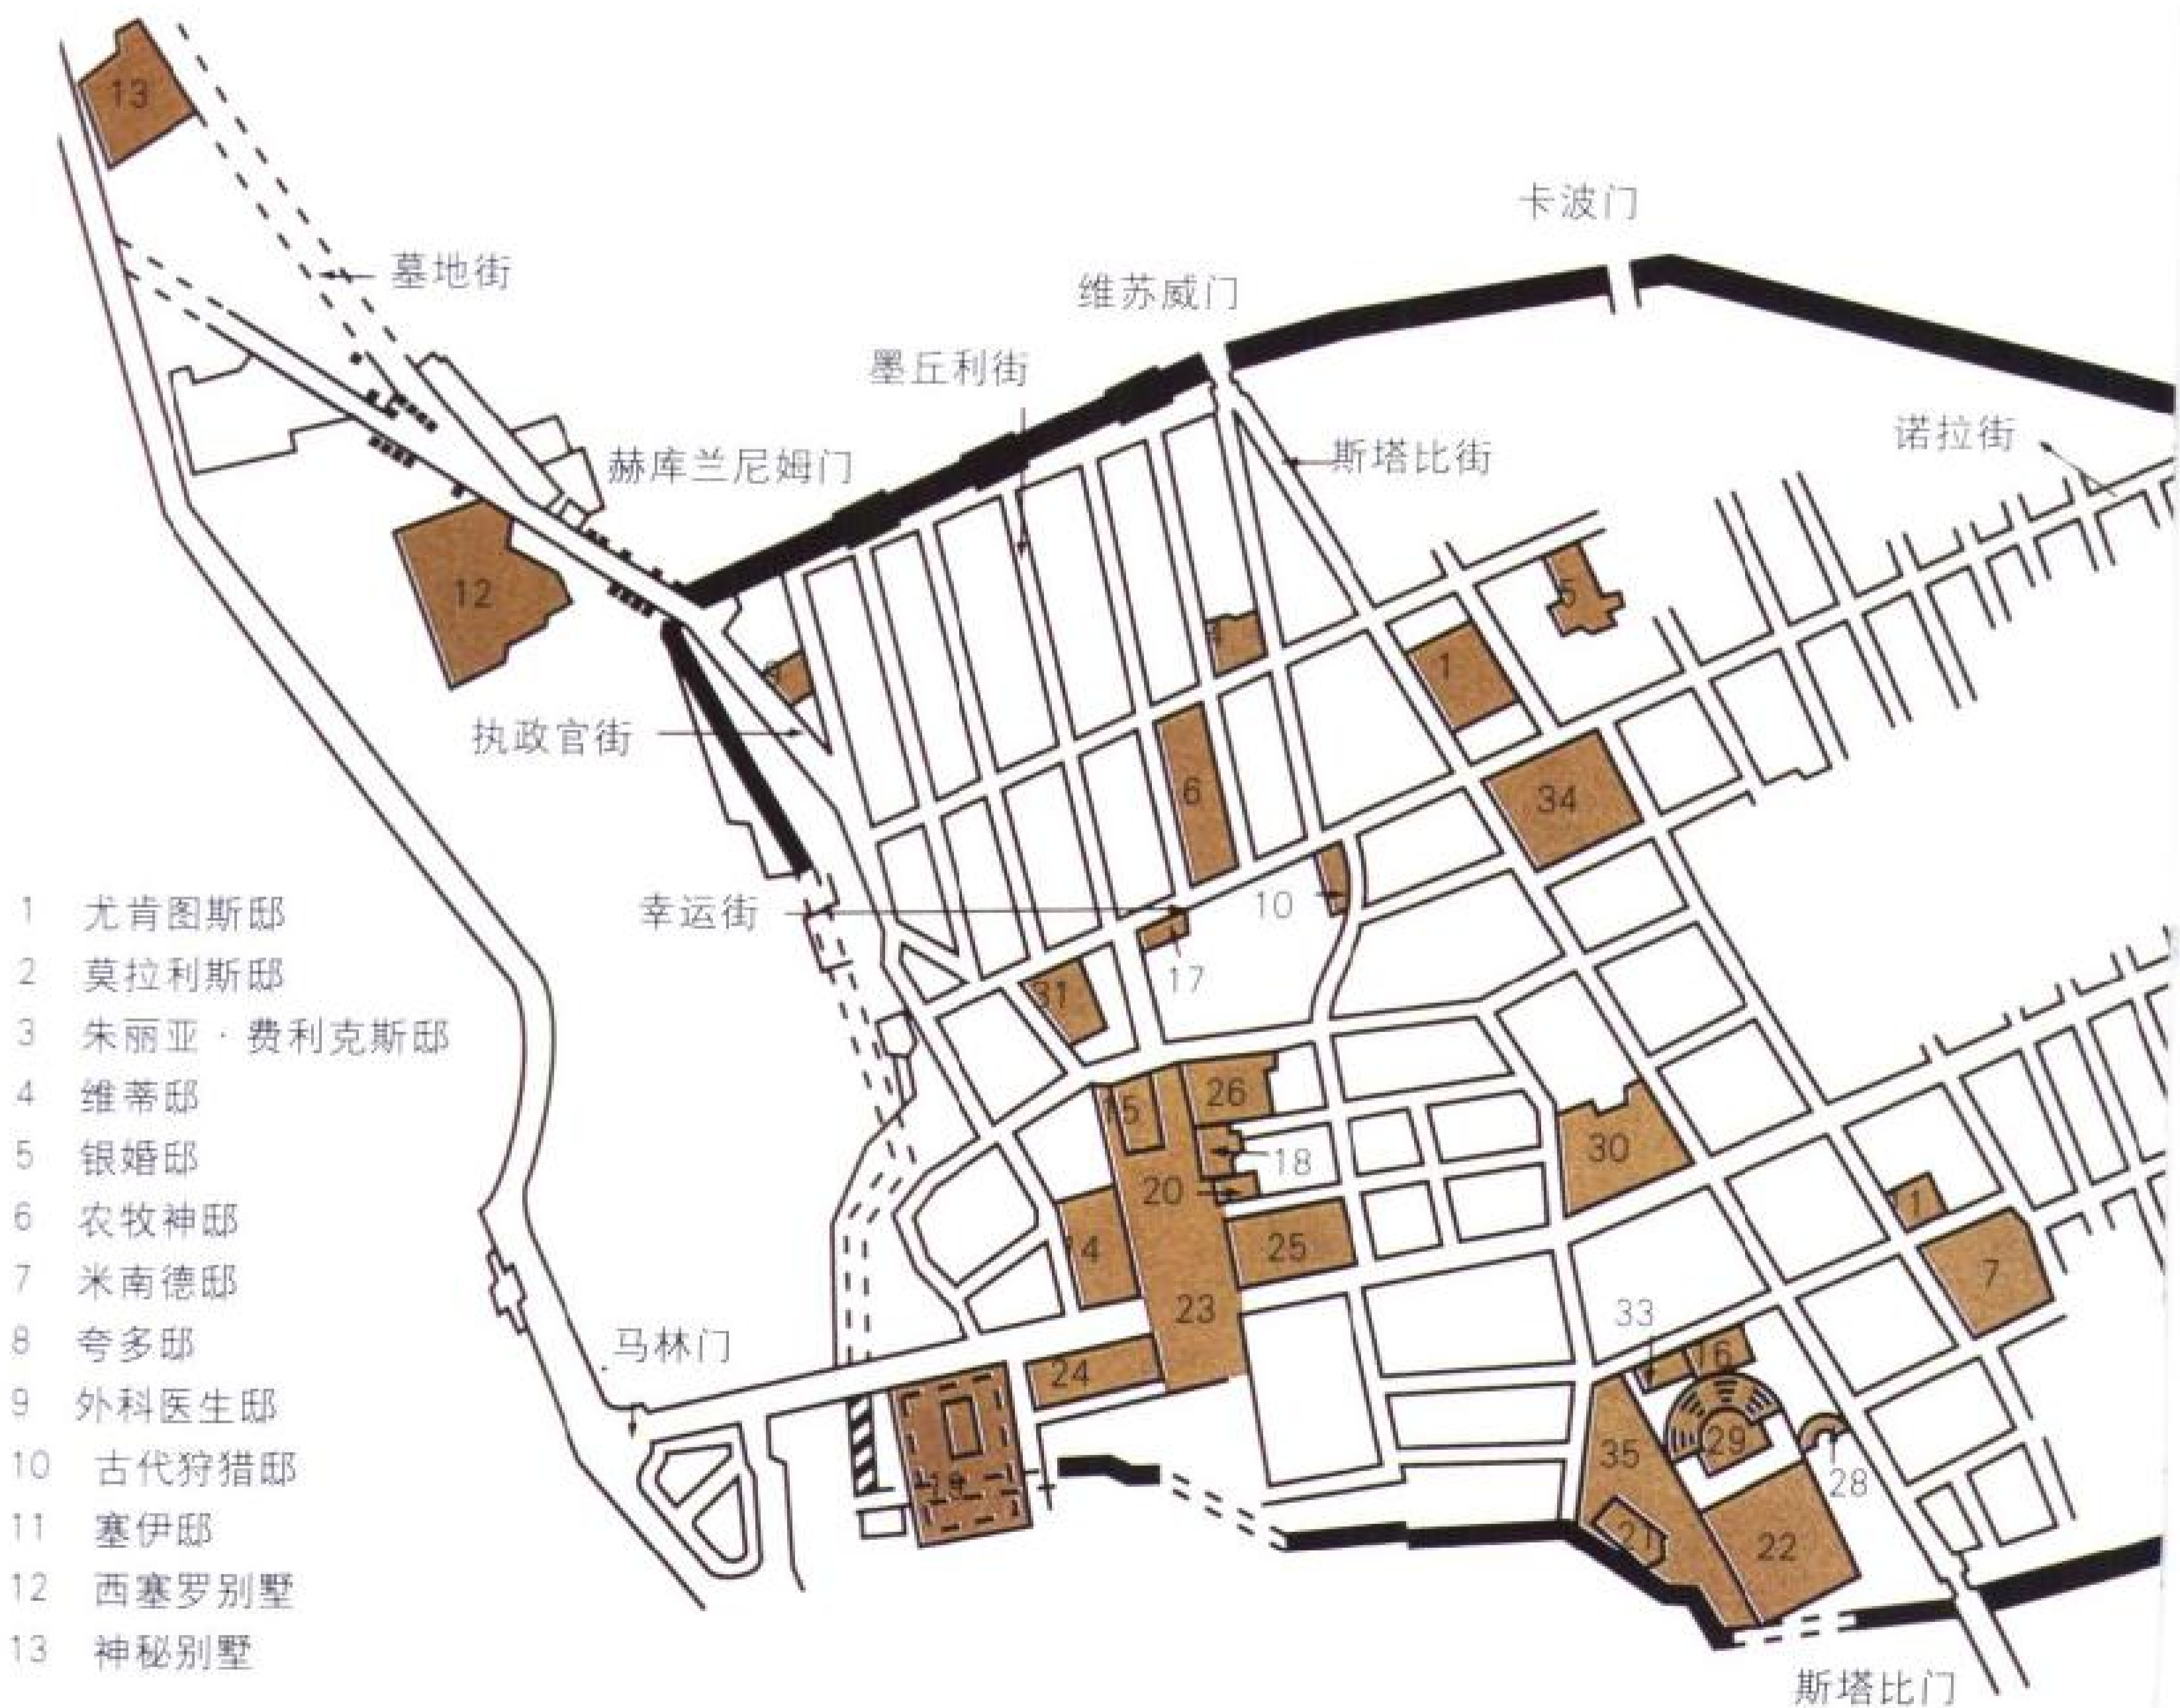 13
卡波门
墓地街
维苏威门
墨丘利街
诺拉街
斯塔比街
赫库兰尼姆门
12
5
1
执政官街
6
34
幸运街
10
17
31
1 尤肯图斯邸
2 莫拉利斯邸
3 朱丽亚·费利克斯邸
4 维蒂邸
5 银婚邸
6 农牧神邸
7 米南德邸
8 夸多邸
9 外科医生邸
10 古代狩猎邸
11 塞伊邸
12 西塞罗别墅
13 神秘别墅
15
26
30
18
20
1
14
25
7
23
33
马林门
24
16
29
35
28
19
21
22
斯塔比门